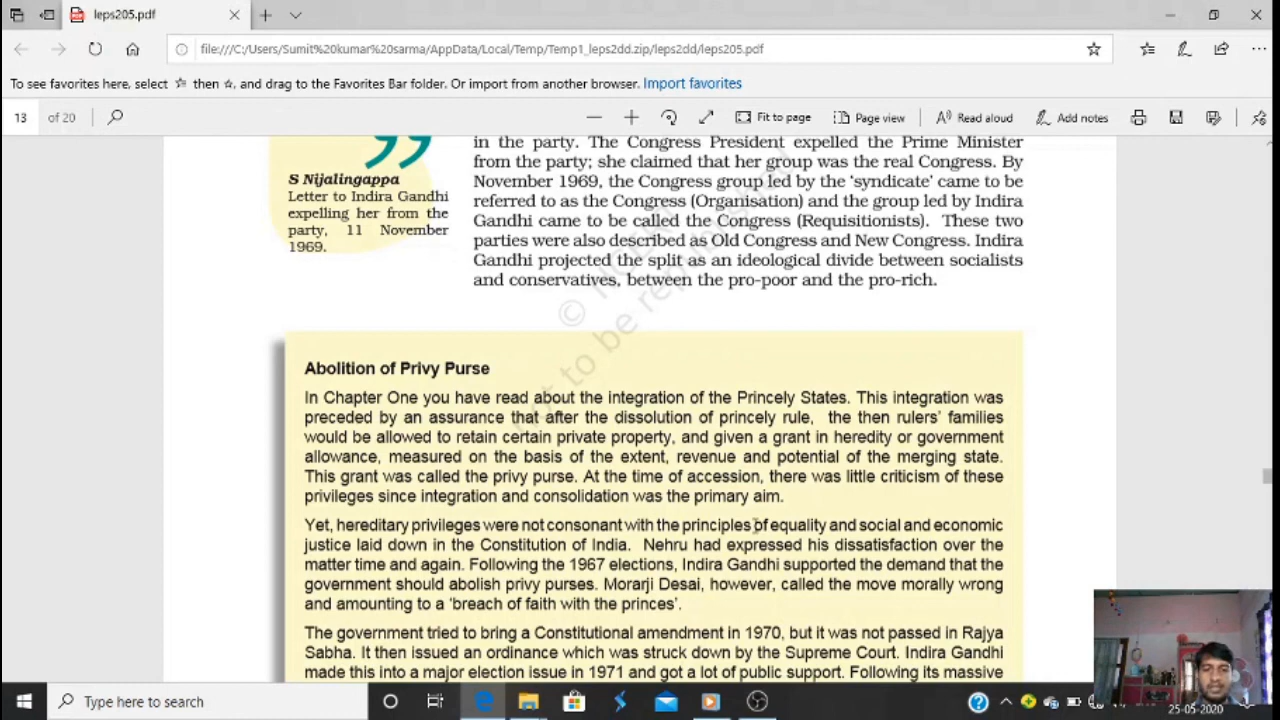 leps205.pdf
file:///C:/Users/Sumit%20kumar%20sarma/AppData/Local/Temp/Temp1_leps2dd.zip/leps2dd/leps205.pdf
To see favorites here, select then , and drag to the Favorites Bar folder. Or import from another browser. Import favorites
13 of 20 Fit to page Page view Read aloud Add notes
in the party. The Congress President expelled the Prime Minister
from the party; she claimed that her group was the real Congress. By
November 1969, the Congress group led by the 'syndicate' came to be
referred to as the Congress (Organisation) and the group led by Indira
Gandhi came to be called the Congress (Requisitionists). These two
parties were also described as Old Congress and New Congress. Indira
Gandhi projected the split as an ideological divide between socialists
and conservatives, between the pro-poor and the pro-rich.
”
S Nijalingappa
Letter to Indira Gandhi
expelling her from the
party, 11 November
1969.
© NCERT
not to be republished
Abolition of Privy Purse
In Chapter One you have read about the integration of the Princely States. This integration was
preceded by an assurance that after the dissolution of princely rule, the then rulers' families
would be allowed to retain certain private property, and given a grant in heredity or government
allowance, measured on the basis of the extent, revenue and potential of the merging state.
This grant was called the privy purse. At the time of accession, there was little criticism of these
privileges since integration and consolidation was the primary aim.
Yet, hereditary privileges were not consonant with the principles of equality and social and economic
justice laid down in the Constitution of India. Nehru had expressed his dissatisfaction over the
matter time and again. Following the 1967 elections, Indira Gandhi supported the demand that the
government should abolish privy purses. Morarji Desai, however, called the move morally wrong
and amounting to a 'breach of faith with the princes'.
The government tried to bring a Constitutional amendment in 1970, but it was not passed in Rajya
Sabha. It then issued an ordinance which was struck down by the Supreme Court. Indira Gandhi
made this into a major election issue in 1971 and got a lot of public support. Following its massive
Type here to search
25-05-2020